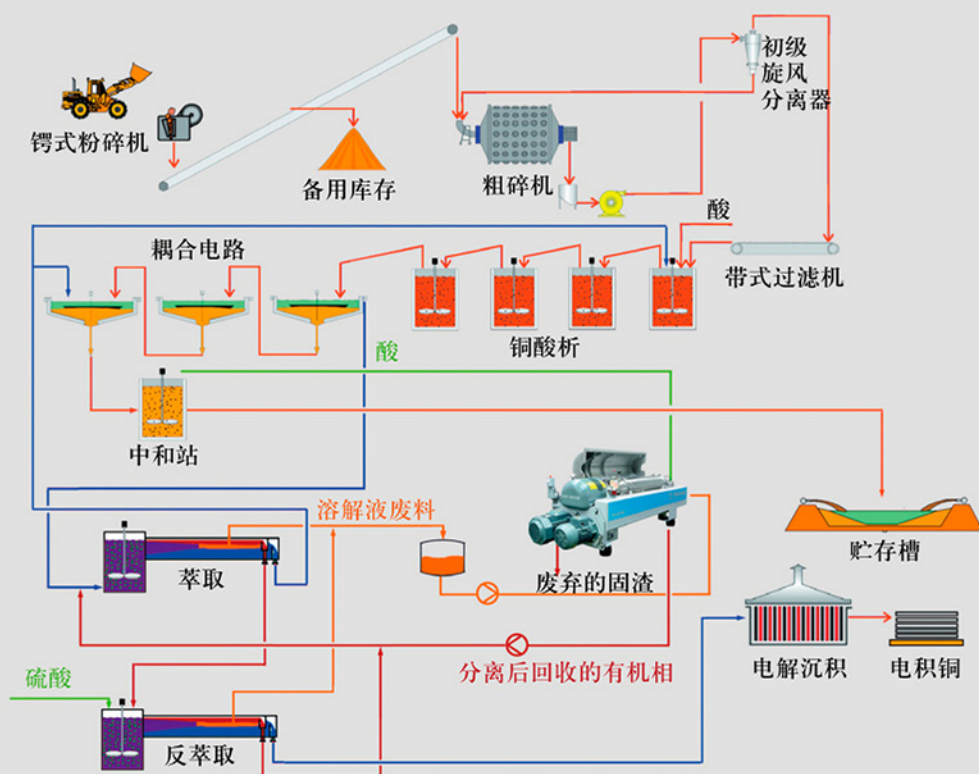 初级
旋风
分离器
锷式粉碎机
备用库存
粗碎机
酸
耦合电路
带式过滤机
铜酸析
酸
中和站
溶解液废料
贮存槽
萃取
废弃的固渣
电解沉积
电积铜
分离后回收的有机相
硫酸
反萃取